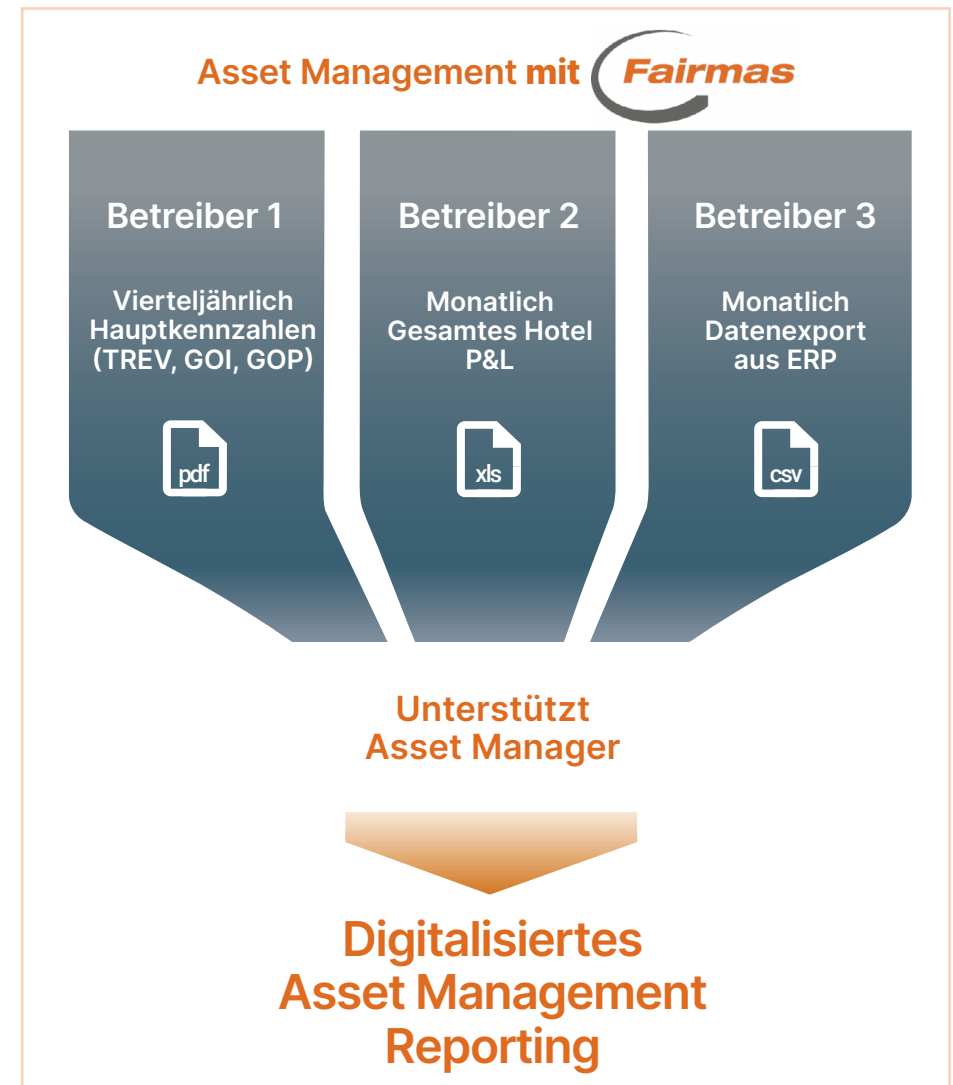 Asset Management mit Fairmas
Betreiber 1
Vierteljährlich
Hauptkennzahlen
(TREV, GOI, GOP)
pdf
Betreiber 2
Monatlich
Gesamtes Hotel
P&L
xls
Betreiber 3
Monatlich
Datenexport
aus ERP
csv
Unterstützt
Asset Manager
Digitalisiertes
Asset Management
Reporting